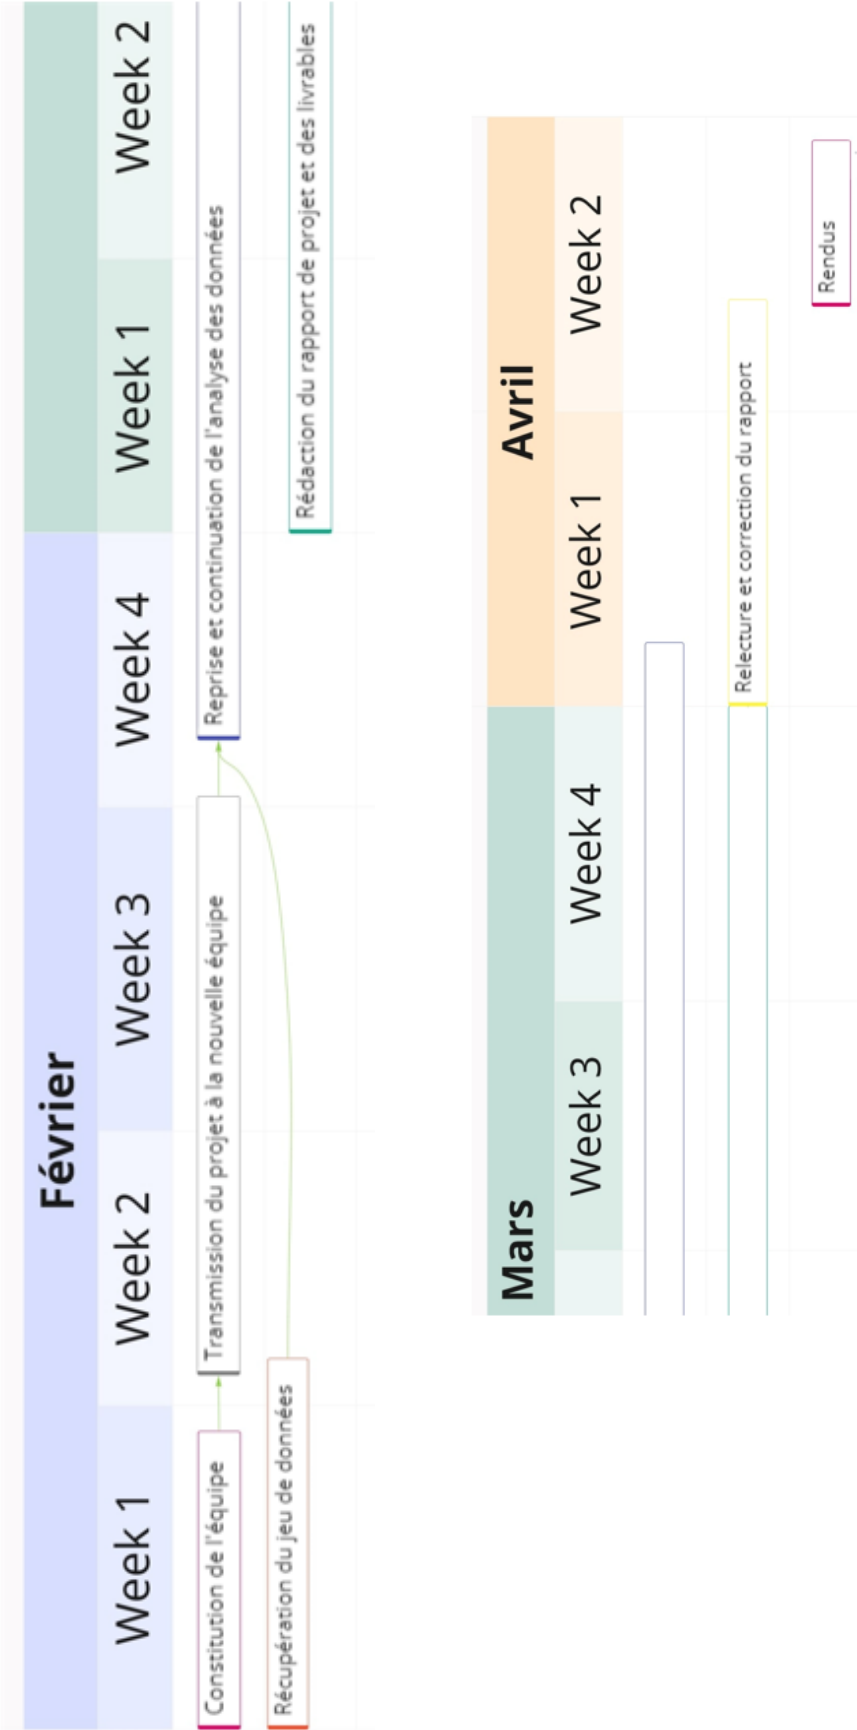 Février
Week 1
Week 2
Week 3
Week 4
Week 1
Week 2
Constitution de l'équipe
Transmission du projet à la nouvelle équipe
Reprise et continuation de l'analyse des données
Récupération du jeu de données
Rédaction du rapport de projet et des livrables
Mars
Avril
Week 3
Week 4
Week 1
Week 2
Relecture et correction du rapport
Rendus